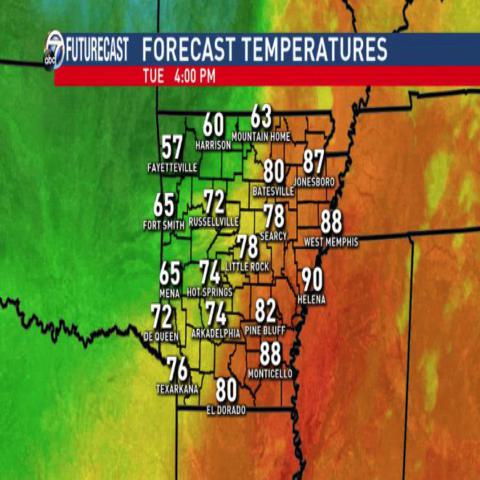 abc 7 FUTURECAST FORECAST TEMPERATURES
TUE 4:00 PM
63
MOUNTAIN HOME
60
HARRISON
57
FAYETTEVILLE
87
JONESBORO
80
BATESVILLE
65
FORT SMITH
72
RUSSELLVILLE
78
SEARCY
88
WEST MEMPHIS
78
LITTLE ROCK
65
MENA
74
HOT SPRINGS
90
HELENA
72
DE QUEEN
74
ARKADELPHIA
82
PINE BLUFF
88
MONTICELLO
76
TEXARKANA
80
EL DORADO